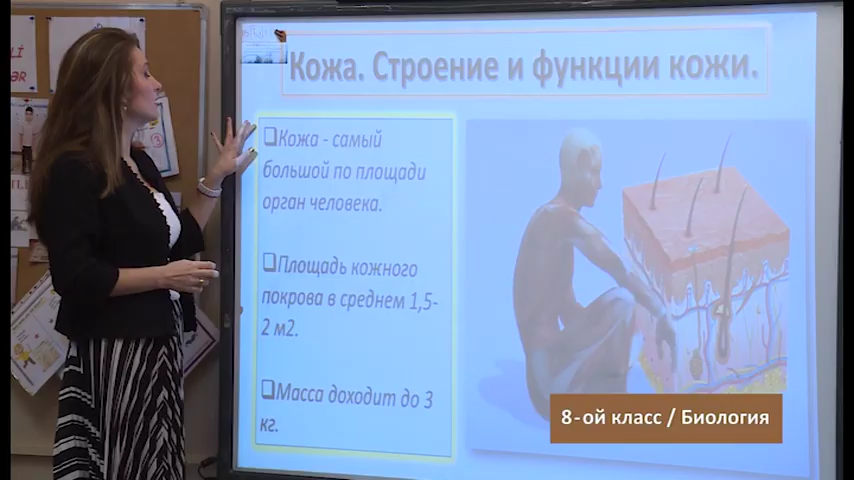 Кожа. Строение и функции кожи.
Кожа - самый
большой по площади
орган человека.
Площадь кожного
покрова в среднем 1,5-
2 м2.
Масса доходит до 3
кг.
8-ой класс / Биология